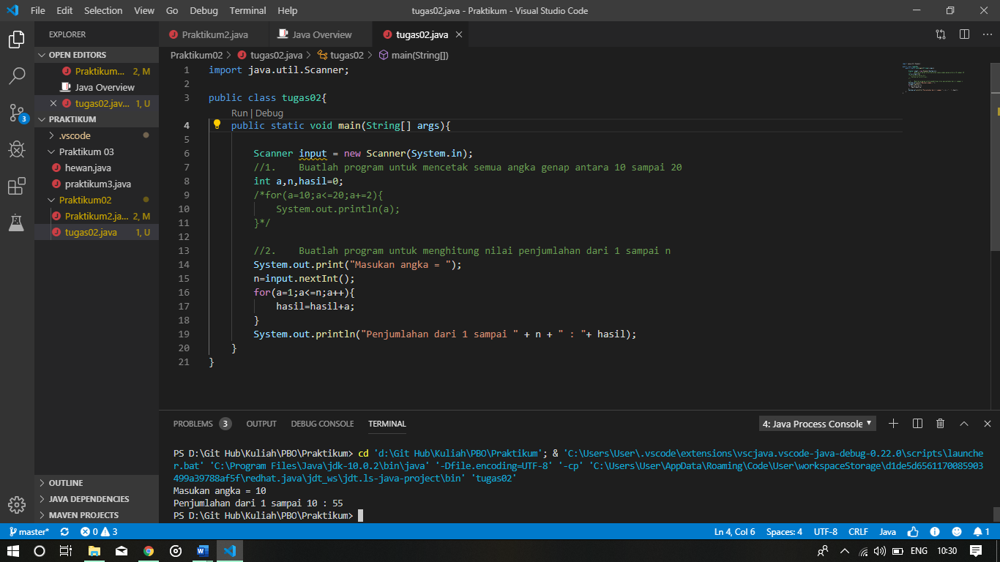 File Edit Selection View Go Debug Terminal Help
tugas02.java - Praktikum - Visual Studio Code
EXPLORER
Praktikum2.java
Java Overview
tugas02.java
OPEN EDITORS
Praktikum... 2, M
Java Overview
tugas02.jav... 1, U
PRAKTIKUM
.vscode
Praktikum 03
hewan.java
praktikum3.java
Praktikum02
Praktikum2.ja... 2, M
tugas02.java 1, U
3
OUTLINE
JAVA DEPENDENCIES
MAVEN PROJECTS
Praktikum02 > tugas02.java > tugas02 > main(String[])
1 import java.util.Scanner;
2
3 public class tugas02{
Run | Debug
4 public static void main(String[] args){
5
6 Scanner input = new Scanner(System.in);
7 //1. Buatlah program untuk mencetak semua angka genap antara 10 sampai 20
8 int a,n,hasil=0;
9 /*for(a=10;a<=20;a+=2){
10 System.out.println(a);
11 }*/
12
13 //2. Buatlah program untuk menghitung nilai penjumlahan dari 1 sampai n
14 System.out.print("Masukan angka = ");
15 n=input.nextInt();
16 for(a=1;a<=n;a++){
17 hasil=hasil+a;
18 }
19 System.out.println("Penjumlahan dari 1 sampai " + n + " : "+ hasil);
20 }
21 }
PROBLEMS 3 OUTPUT DEBUG CONSOLE TERMINAL
4: Java Process Console
PS D:\Git Hub\Kuliah\PBO\Praktikum> cd 'd:\Git Hub\Kuliah\PBO\Praktikum'; & 'C:\Users\User\.vscode\extensions\vscjava.vscode-java-debug-0.22.0\scripts\launche
r.bat' 'C:\Program Files\Java\jdk-10.0.2\bin\java' '-Dfile.encoding=UTF-8' '-cp' 'C:\Users\User\AppData\Roaming\Code\User\workspaceStorage\d1de5d6561170085903
499a39788af5f\redhat.java\jdt_ws\jdt.ls-java-project\bin' 'tugas02'
Masukan angka = 10
Penjumlahan dari 1 sampai 10 : 55
PS D:\Git Hub\Kuliah\PBO\Praktikum>
master* 0 3
Ln 4, Col 6 Spaces: 4 UTF-8 CRLF Java 1
ENG 10:30